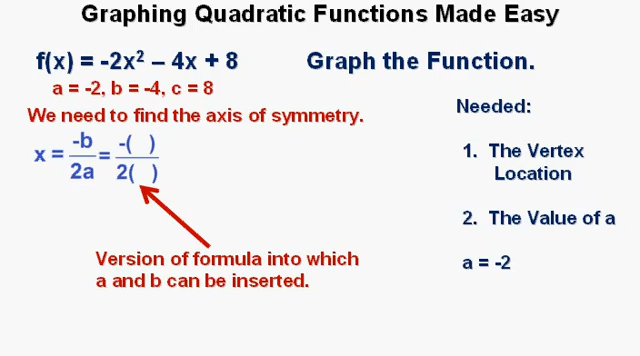 Graphing Quadratic Functions Made Easy
f(x) = -2x² – 4x + 8
Graph the Function.
a = -2, b = -4, c = 8
We need to find the axis of symmetry.
x = -b/2a = -( )/2( )
Version of formula into which
a and b can be inserted.
Needed:
1. The Vertex
Location
2. The Value of a
a = -2